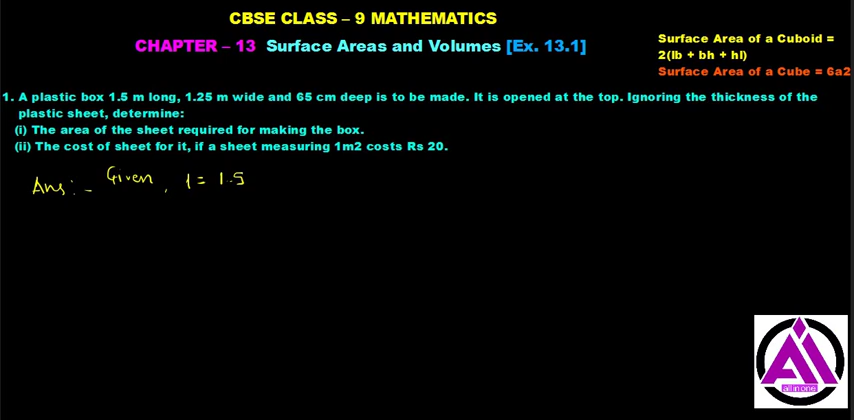 CBSE CLASS – 9 MATHEMATICS
CHAPTER – 13 Surface Areas and Volumes [Ex. 13.1]
Surface Area of a Cuboid =
2(lb + bh + hl)
Surface Area of a Cube = 6a2
1. A plastic box 1.5 m long, 1.25 m wide and 65 cm deep is to be made. It is opened at the top. Ignoring the thickness of the
plastic sheet, determine:
(i) The area of the sheet required for making the box.
(ii) The cost of sheet for it, if a sheet measuring 1m2 costs Rs 20.
Ans:- Given, l = 1.5
all in one